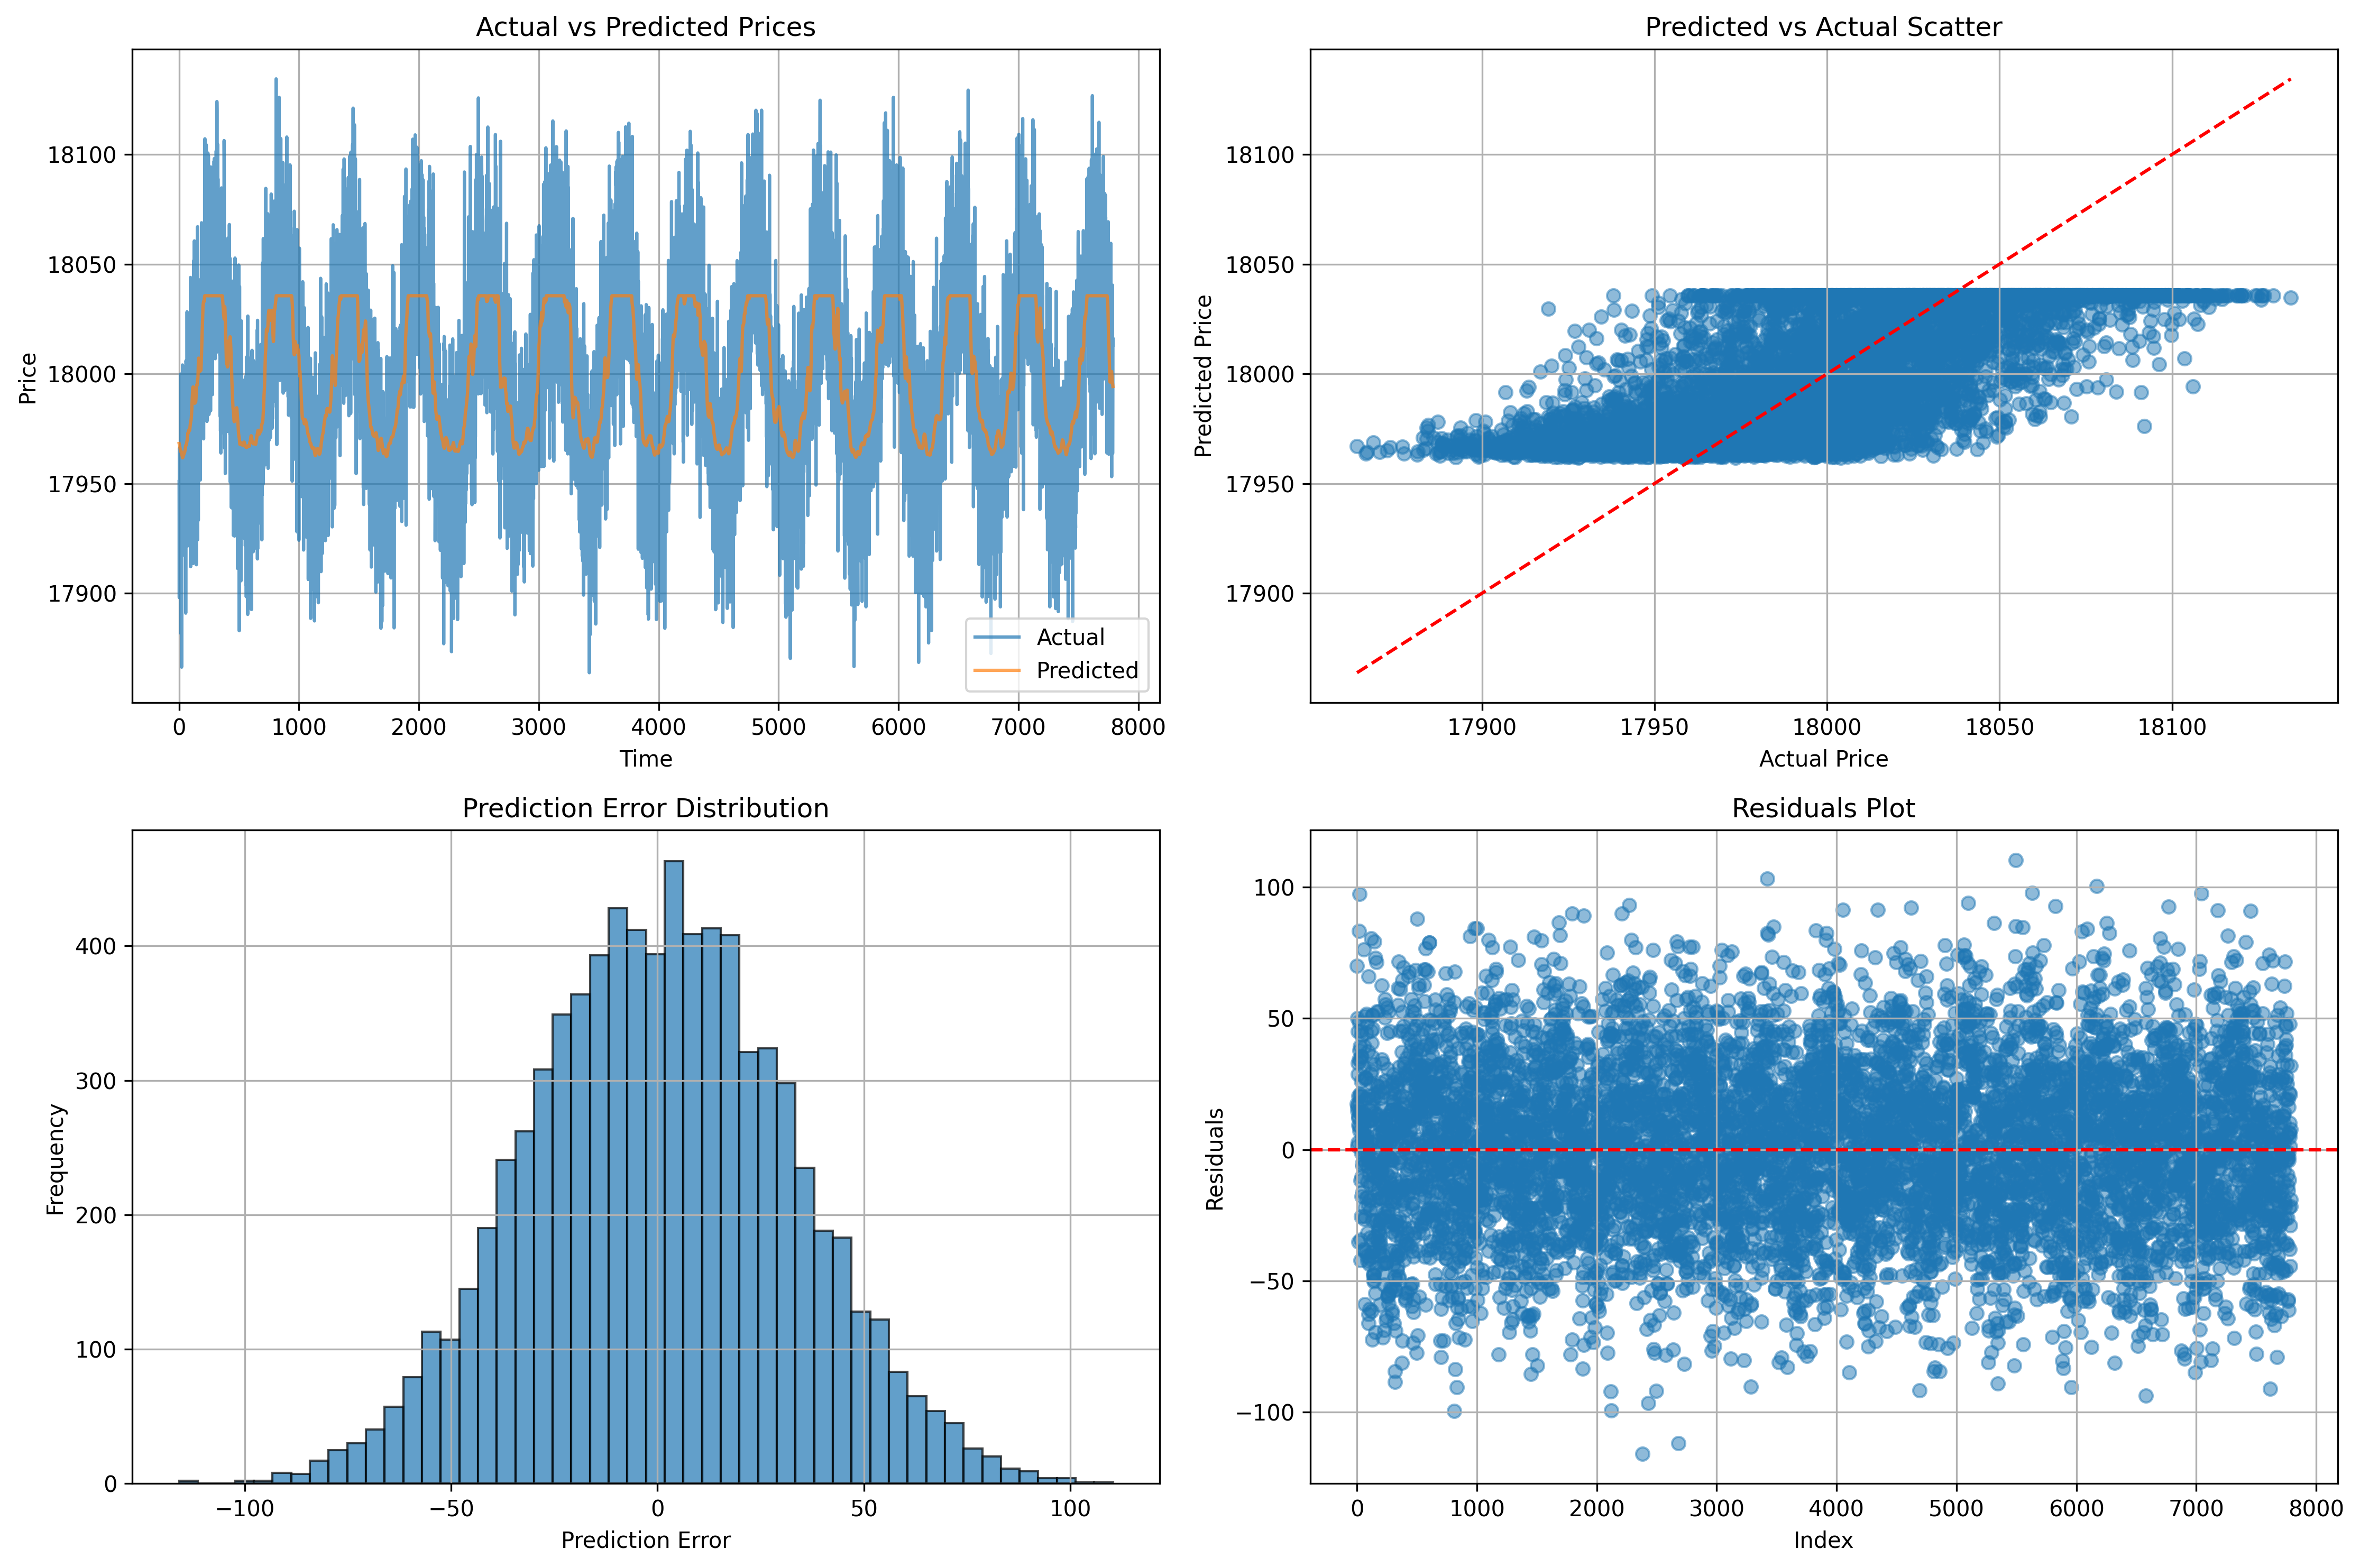 Actual vs Predicted Prices
Price
18100
18050
18000
17950
17900
0 1000 2000 3000 4000 5000 6000 7000 8000
Time
Actual
Predicted
Predicted vs Actual Scatter
Predicted Price
18100
18050
18000
17950
17900
17900 17950 18000 18050 18100
Actual Price
Prediction Error Distribution
Frequency
400
300
200
100
0
−100 −50 0 50 100
Prediction Error
Residuals Plot
Residuals
100
50
0
−50
−100
0 1000 2000 3000 4000 5000 6000 7000 8000
Index